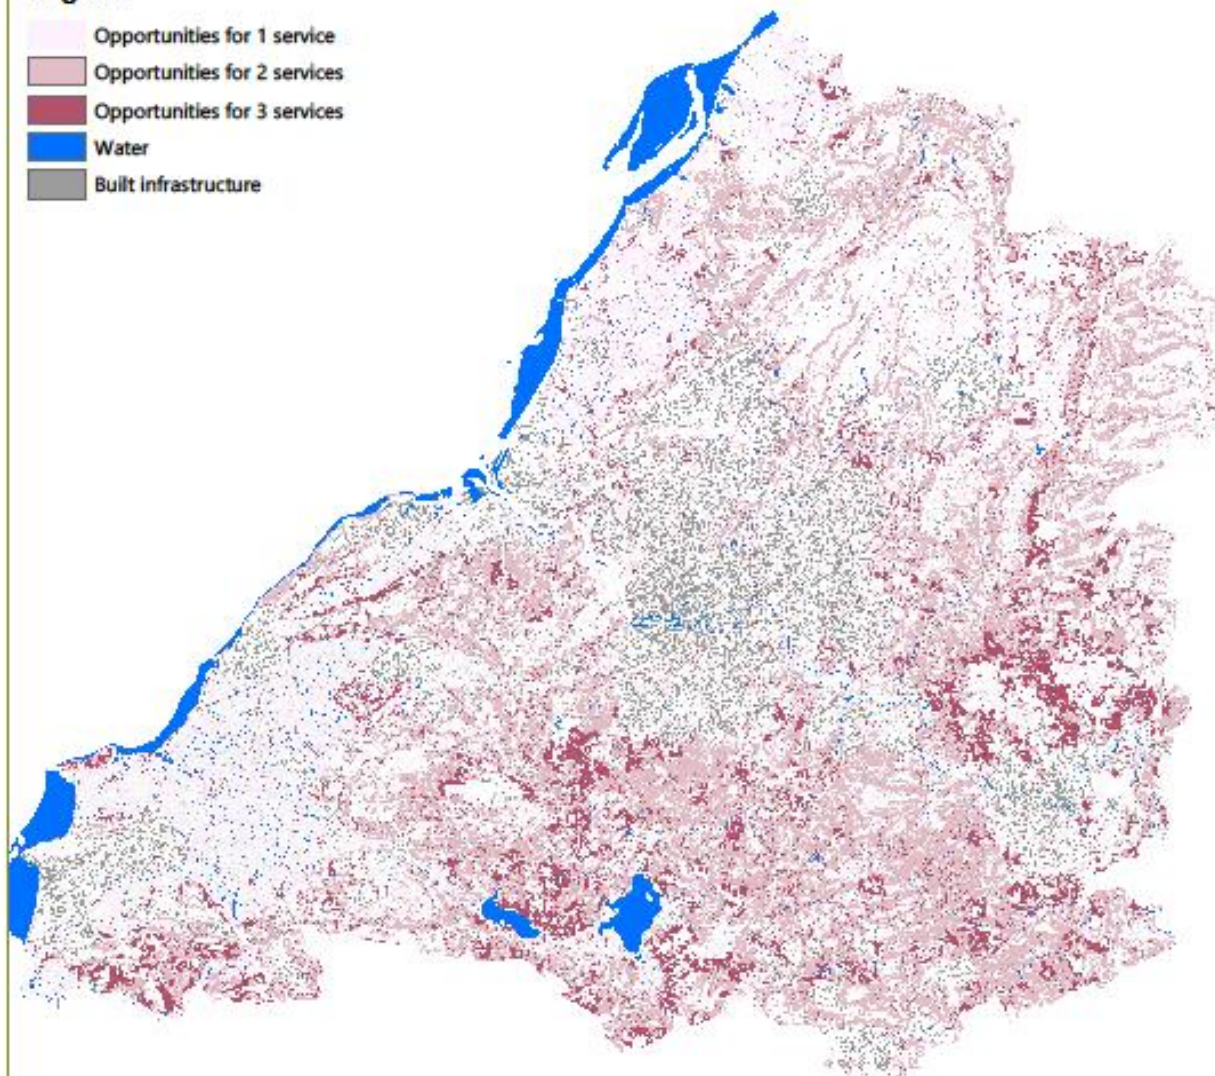 Opportunities for 1 service
Opportunities for 2 services
Opportunities for 3 services
Water
Built infrastructure